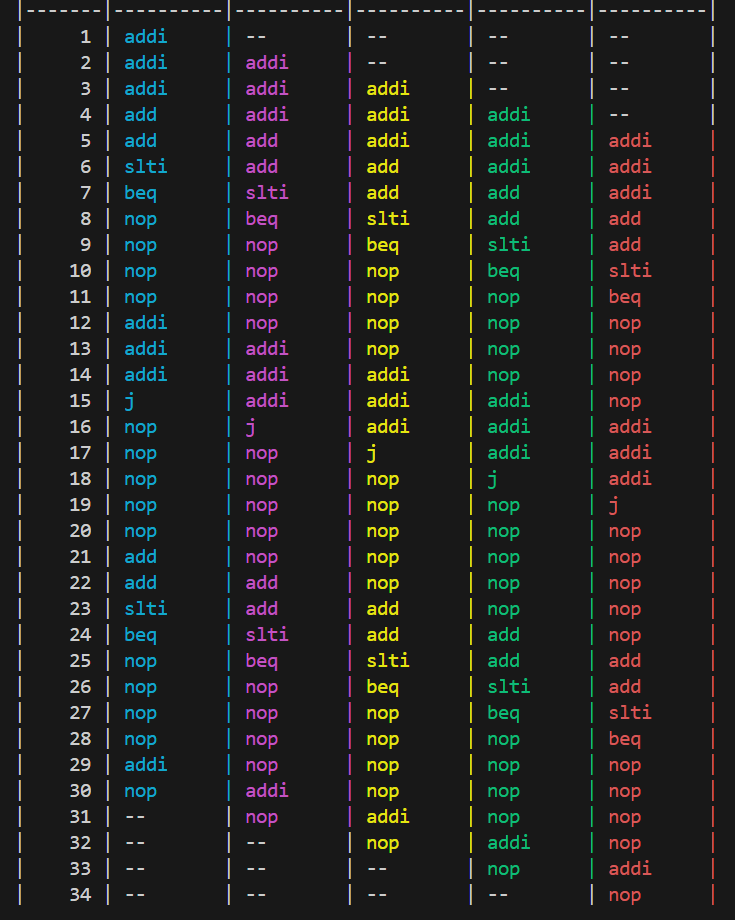 |-------|----------|----------|----------|----------|----------|
|     1 | addi     | --       | --       | --       | --       |
|     2 | addi     | addi     | --       | --       | --       |
|     3 | addi     | addi     | addi     | --       | --       |
|     4 | add      | addi     | addi     | addi     | --       |
|     5 | add      | add      | addi     | addi     | addi     |
|     6 | slti     | add      | add      | addi     | addi     |
|     7 | beq      | slti     | add      | add      | addi     |
|     8 | nop      | beq      | slti     | add      | add      |
|     9 | nop      | nop      | beq      | slti     | add      |
|    10 | nop      | nop      | nop      | beq      | slti     |
|    11 | nop      | nop      | nop      | nop      | beq      |
|    12 | addi     | nop      | nop      | nop      | nop      |
|    13 | addi     | addi     | nop      | nop      | nop      |
|    14 | addi     | addi     | addi     | nop      | nop      |
|    15 | j        | addi     | addi     | addi     | nop      |
|    16 | nop      | j        | addi     | addi     | addi     |
|    17 | nop      | nop      | j        | addi     | addi     |
|    18 | nop      | nop      | nop      | j        | addi     |
|    19 | nop      | nop      | nop      | nop      | j        |
|    20 | nop      | nop      | nop      | nop      | nop      |
|    21 | add      | nop      | nop      | nop      | nop      |
|    22 | add      | add      | nop      | nop      | nop      |
|    23 | slti     | add      | add      | nop      | nop      |
|    24 | beq      | slti     | add      | add      | nop      |
|    25 | nop      | beq      | slti     | add      | add      |
|    26 | nop      | nop      | beq      | slti     | add      |
|    27 | nop      | nop      | nop      | beq      | slti     |
|    28 | nop      | nop      | nop      | nop      | beq      |
|    29 | addi     | nop      | nop      | nop      | nop      |
|    30 | nop      | addi     | nop      | nop      | nop      |
|    31 | --       | nop      | addi     | nop      | nop      |
|    32 | --       | --       | nop      | addi     | nop      |
|    33 | --       | --       | --       | nop      | addi     |
|    34 | --       | --       | --       | --       | nop      |